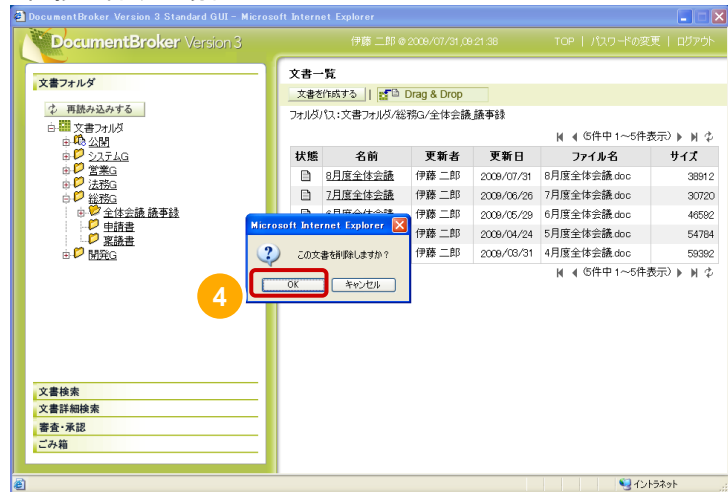 DocumentBroker Version 3 Standard GUI - Microsoft Internet Explorer
DocumentBroker Version 3
伊藤 二郎 @ 2009/07/31,09:21:38
TOP | パスワードの変更 | ログアウト
文書フォルダ
再読み込みする
文書フォルダ
公開
システムG
営業G
法務G
総務G
全体会議 議事録
申請書
稟議書
開発G
文書検索
文書詳細検索
審査・承認
ごみ箱
文書一覧
文書を作成する | Drag & Drop
フォルダパス:文書フォルダ/総務G/全体会議_議事録
(5件中 1~5件表示)
状態 名前 更新者 更新日 ファイル名 サイズ
8月度全体会議 伊藤 二郎 2009/07/31 8月度全体会議.doc 38912
7月度全体会議 伊藤 二郎 2009/06/26 7月度全体会議.doc 30720
6月度全体会議 伊藤 二郎 2009/05/29 6月度全体会議.doc 46592
伊藤 二郎 2009/04/24 5月度全体会議.doc 54784
伊藤 二郎 2009/03/31 4月度全体会議.doc 59392
(5件中 1~5件表示)
Microsoft Internet Explorer
この文書を削除しますか?
OK キャンセル
4
イントラネット